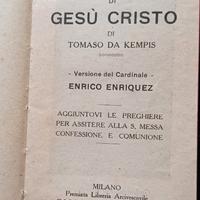 DI
GESÙ CRISTO
DI
TOMASO DA KEMPIS
- Versione del Cardinale -
ENRICO ENRIQUEZ
AGGIUNTOVI LE PREGHIERE
PER ASSITERE ALLA S. MESSA
CONFESSIONE E COMUNIONE
MILANO
Premiata Libreria Arcivescovile